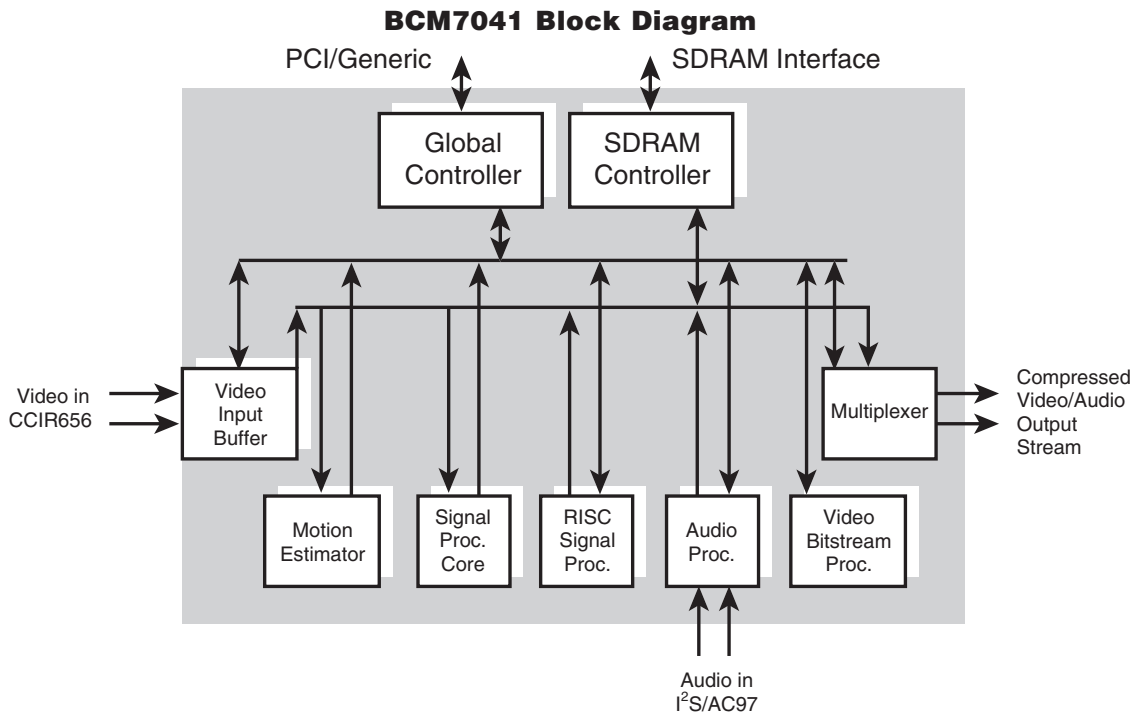 BCM7041 Block Diagram
PCI/Generic
SDRAM Interface
Global
Controller
SDRAM
Controller
Video in
CCIR656
Video
Input
Buffer
Multiplexer
Compressed
Video/Audio
Output
Stream
Motion
Estimator
Signal
Proc.
Core
RISC
Signal
Proc.
Audio
Proc.
Video
Bitstream
Proc.
Audio in
I²S/AC97